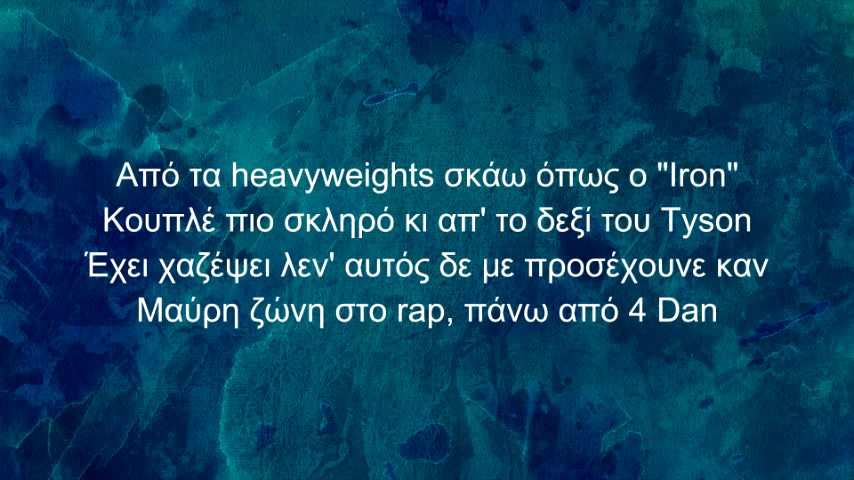 Από τα heavyweights σκάω όπως ο "Iron"
Κουπλέ πιο σκληρό κι απ' το δεξί του Tyson
Έχει χαζέψει λεν' αυτός δε με προσέχουνε καν
Μαύρη ζώνη στο rap, πάνω από 4 Dan